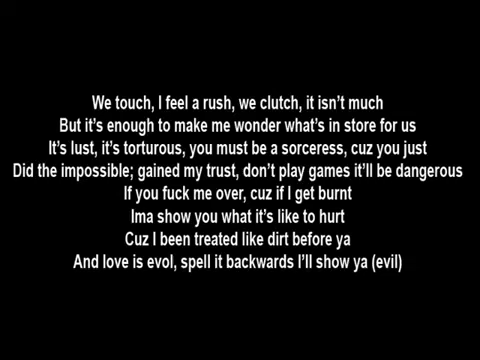 We touch, I feel a rush, we clutch, it isn't much
But it's enough to make me wonder what's in store for us
It's lust, it's torturous, you must be a sorceress, cuz you just
Did the impossible; gained my trust, don't play games it'll be dangerous
If you fuck me over, cuz if I get burnt
Ima show you what it's like to hurt
Cuz I been treated like dirt before ya
And love is evol, spell it backwards I'll show ya (evil)